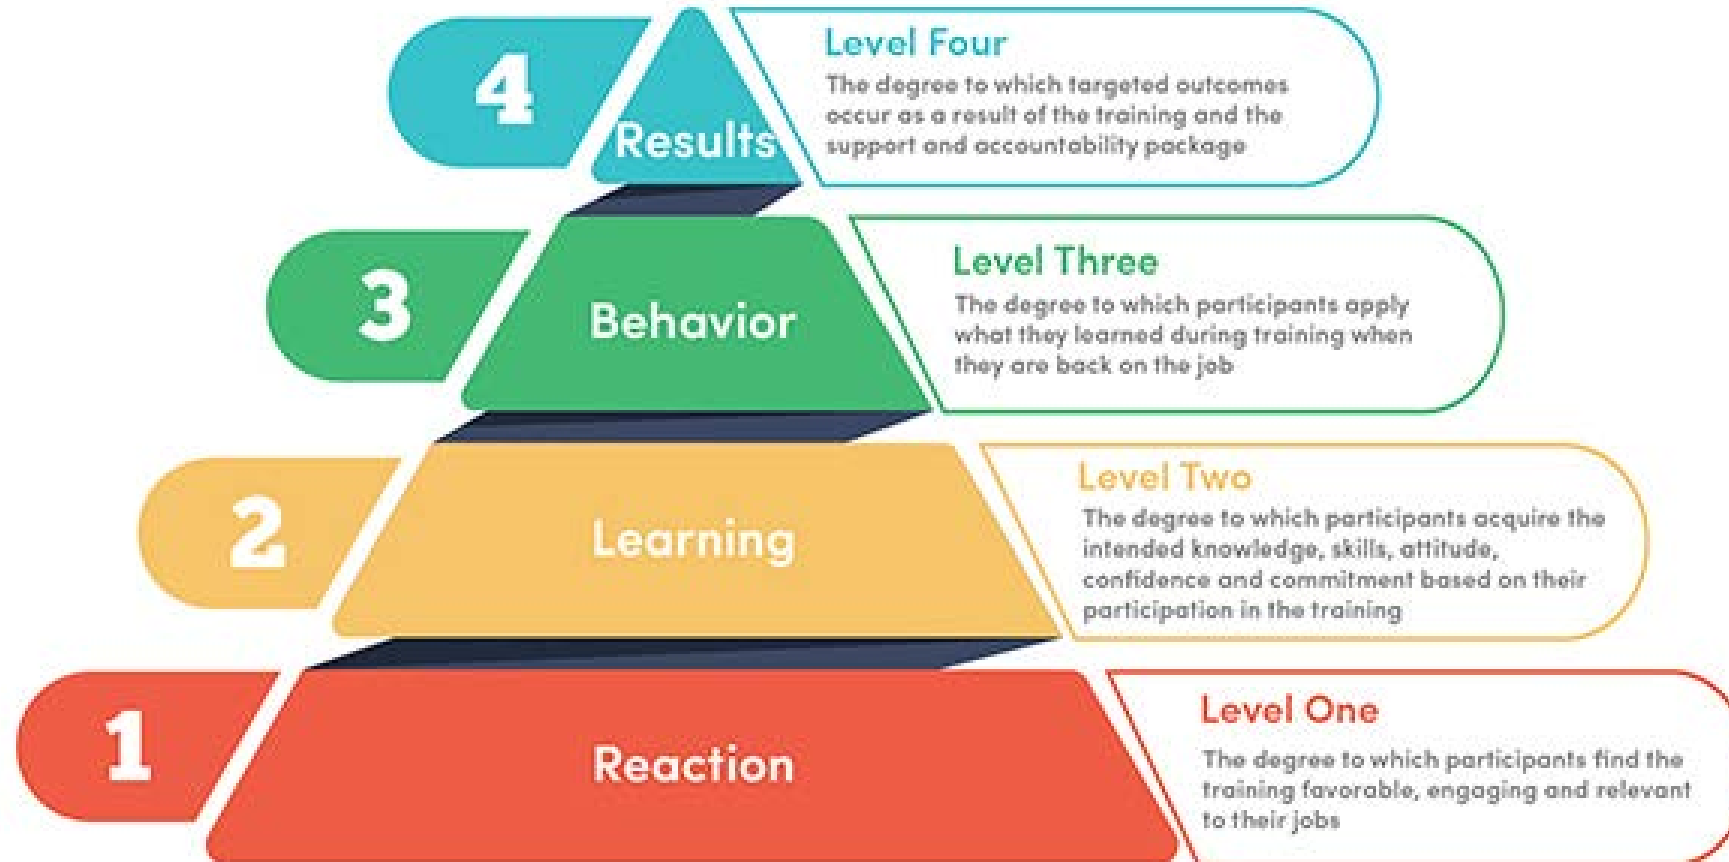 4
Results
Level Four
The degree to which targeted outcomes
occur as a result of the training and the
support and accountability package
3
Behavior
Level Three
The degree to which participants apply
what they learned during training when
they are back on the job
2
Learning
Level Two
The degree to which participants acquire the
intended knowledge, skills, attitude,
confidence and commitment based on their
participation in the training
1
Reaction
Level One
The degree to which participants find the
training favorable, engaging and relevant
to their jobs